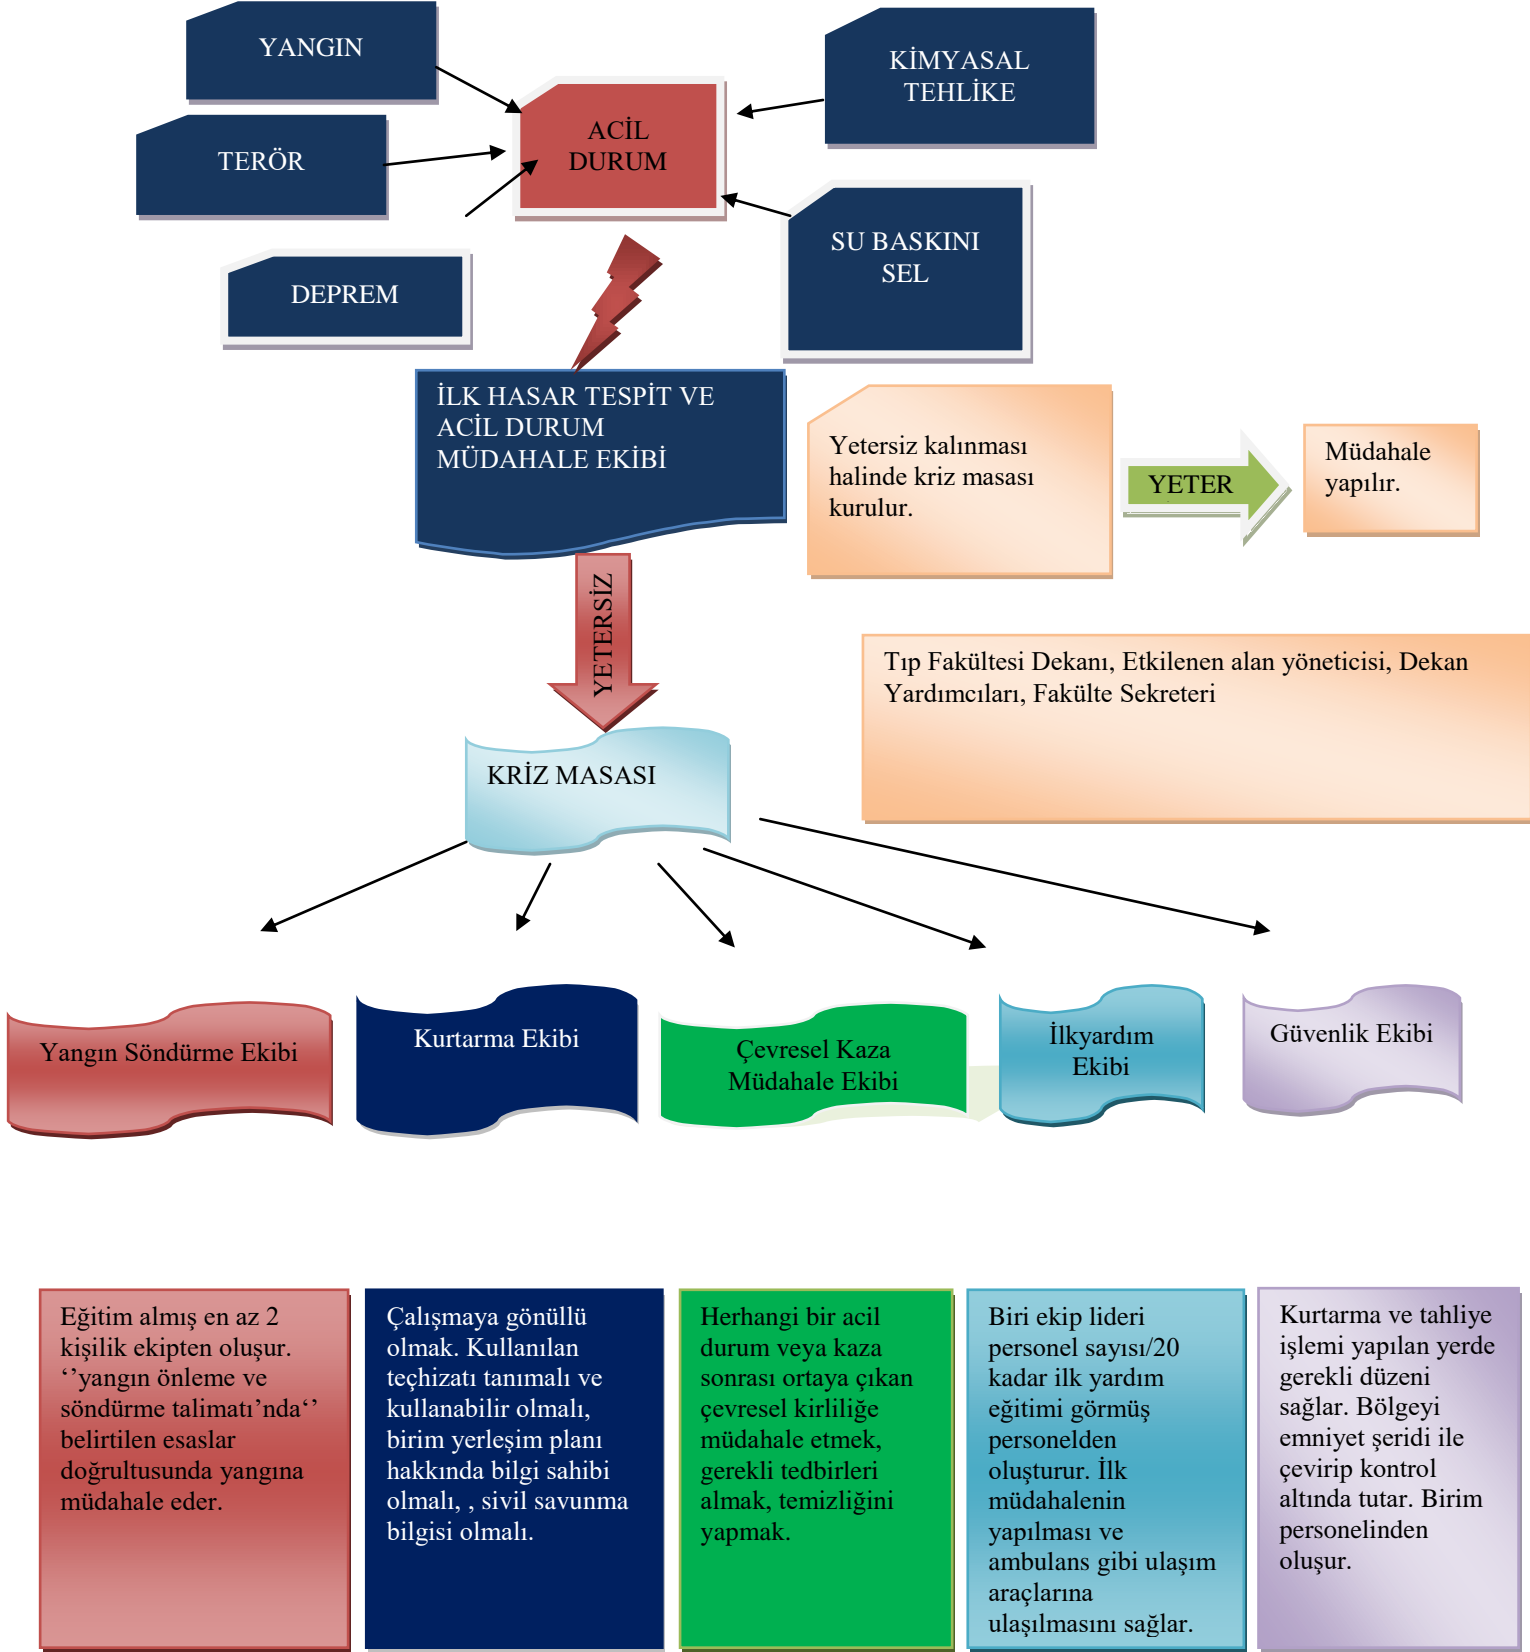 YANGIN
KİMYASAL
TEHLİKE
ACİL
DURUM
TERÖR
SU BASKINI
SEL
DEPREM
İLK HASAR TESPİT VE
ACİL DURUM
MÜDAHALE EKİBİ
Yetersiz kalınması
halinde kriz masası
kurulur.
YETER
Müdahale
yapılır.
YETERSİZ
Tıp Fakültesi Dekanı, Etkilenen alan yöneticisi, Dekan
Yardımcıları, Fakülte Sekreteri
KRİZ MASASI
Yangın Söndürme Ekibi
Kurtarma Ekibi
Çevresel Kaza
Müdahale Ekibi
İlkyardım
Ekibi
Güvenlik Ekibi
Eğitim almış en az 2
kişilik ekipten oluşur.
‘’yangın önleme ve
söndürme talimatı’nda‘’
belirtilen esaslar
doğrultusunda yangına
müdahale eder.
Çalışmaya gönüllü
olmak. Kullanılan
teçhizatı tanımalı ve
kullanabilir olmalı,
birim yerleşim planı
hakkında bilgi sahibi
olmalı, , sivil savunma
bilgisi olmalı.
Herhangi bir acil
durum veya kaza
sonrası ortaya çıkan
çevresel kirliliğe
müdahale etmek,
gerekli tedbirleri
almak, temizliğini
yapmak.
Biri ekip lideri
personel sayısı/20
kadar ilk yardım
eğitimi görmüş
personelden
oluşturur. İlk
müdahalenin
yapılması ve
ambulans gibi ulaşım
araçlarına
ulaşılmasını sağlar.
Kurtarma ve tahliye
işlemi yapılan yerde
gerekli düzeni
sağlar. Bölgeyi
emniyet şeridi ile
çevirip kontrol
altında tutar. Birim
personelinden
oluşur.